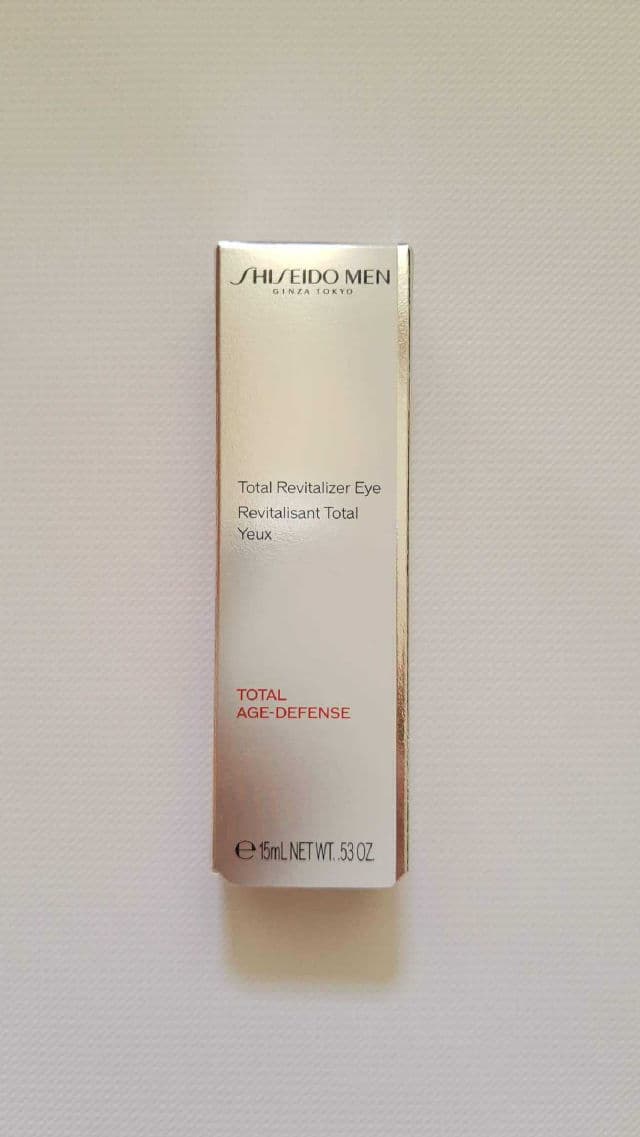 SHISEIDO MEN
GINZA TOKYO
Total Revitalizer Eye
Revitalisant Total
Yeux
TOTAL
AGE-DEFENSE
℮ 15mL NET WT. .53 OZ.